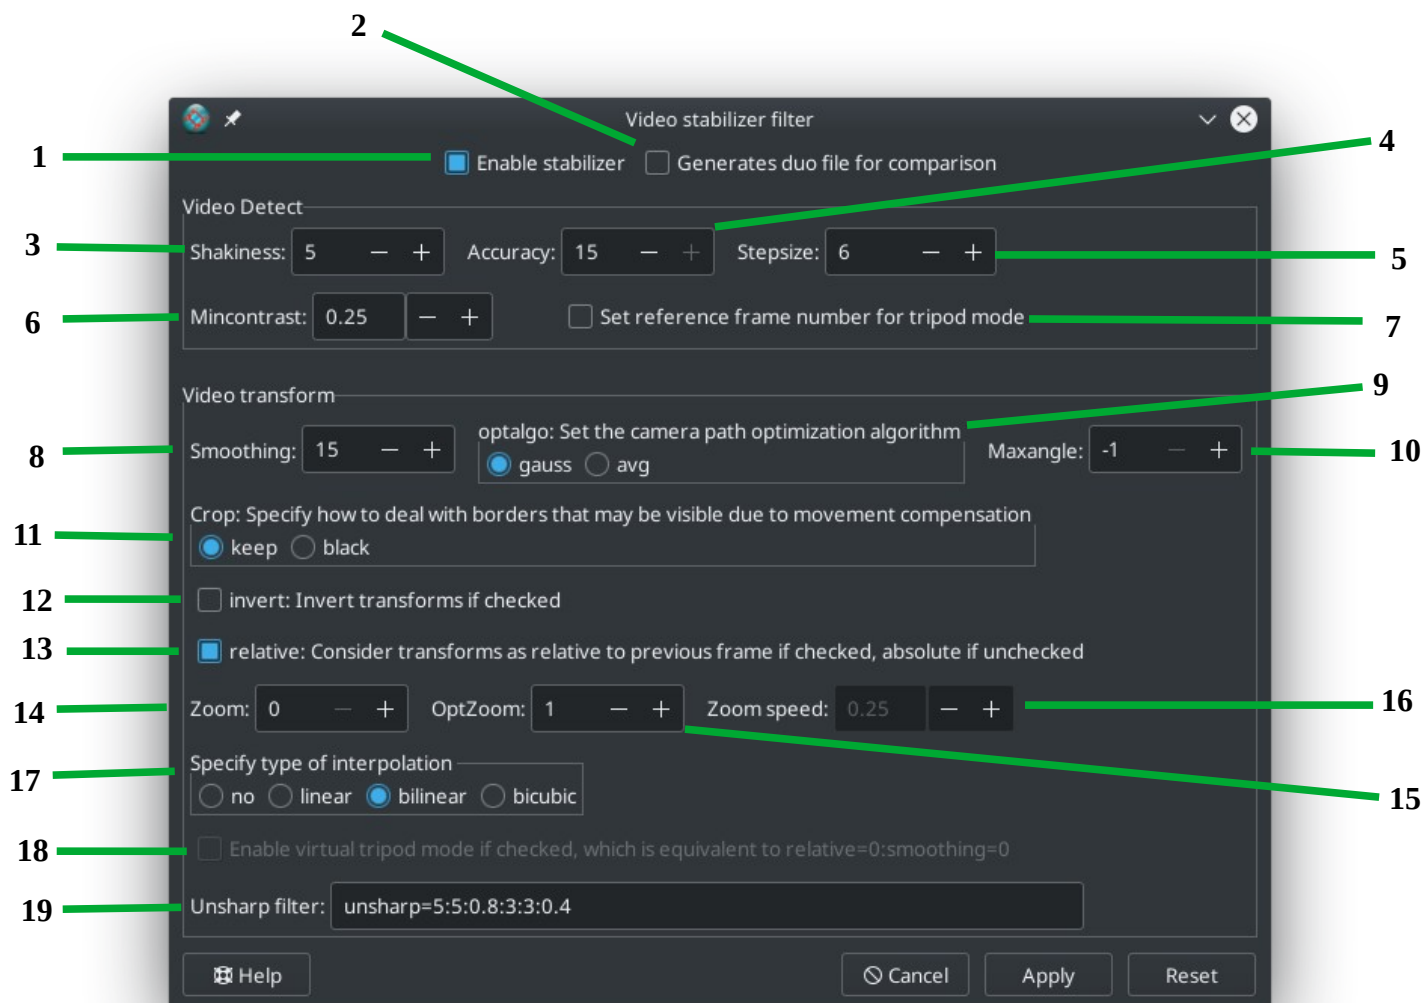 2
Video stabilizer filter
4
1
Enable stabilizer Generates duo file for comparison
Video Detect
3
Shakiness: 5 − + Accuracy: 15 − + Stepsize: 6 − +
5
6
Mincontrast: 0.25 − + Set reference frame number for tripod mode
7
Video transform
9
8
Smoothing: 15 − +
optalgo: Set the camera path optimization algorithm
gauss avg
Maxangle: -1 − +
10
Crop: Specify how to deal with borders that may be visible due to movement compensation
11
keep black
12
invert: Invert transforms if checked
13
relative: Consider transforms as relative to previous frame if checked, absolute if unchecked
14
Zoom: 0 − + OptZoom: 1 − + Zoom speed: 0.25 − +
16
Specify type of interpolation
17
no linear bilinear bicubic
15
18
Enable virtual tripod mode if checked, which is equivalent to relative=0:smoothing=0
19
Unsharp filter: unsharp=5:5:0.8:3:3:0.4
Help Cancel Apply Reset